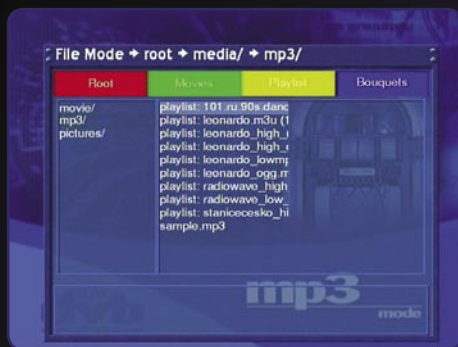 File Mode → root → media/ → mp3/
Root Movies Playlist Bouquets
movie/
mp3/
pictures/
playlist: 101.ru.90s.danc
playlist: leonardo.m3u (1
playlist: leonardo_high_
playlist: leonardo_high_
playlist: leonardo_lowm
playlist: leonardo_ogg.m
playlist: radiowave_high_
playlist: radiowave_low_
playlist: stanicecesko_hi
sample.mp3
mp3
mode